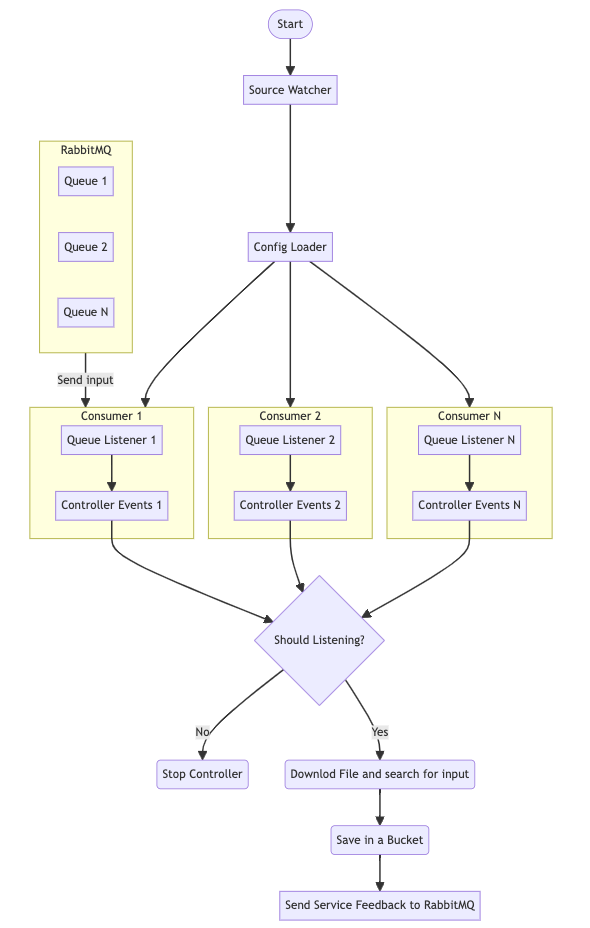 Start
Source Watcher
RabbitMQ
Queue 1
Queue 2
Queue N
Config Loader
Send input
Consumer 1
Queue Listener 1
Controller Events 1
Consumer 2
Queue Listener 2
Controller Events 2
Consumer N
Queue Listener N
Controller Events N
Should Listening?
No
Yes
Stop Controller
Downlod File and search for input
Save in a Bucket
Send Service Feedback to RabbitMQ